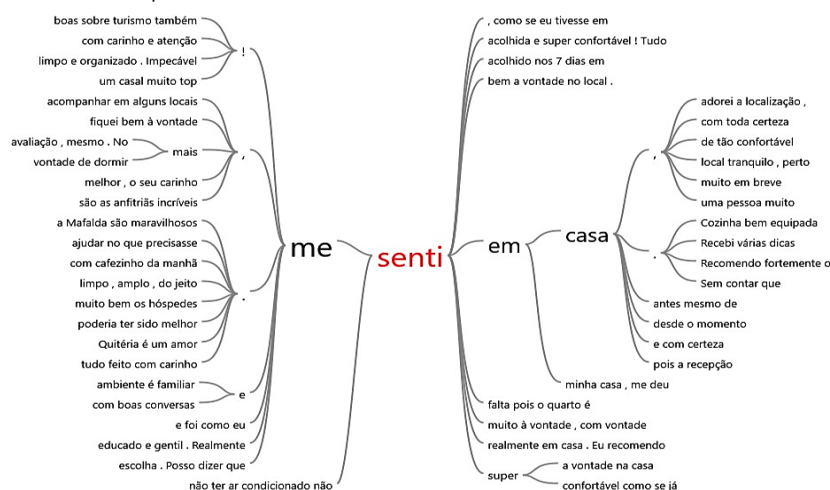 boas sobre turismo também
com carinho e atenção
limpo e organizado . Impecável
um casal muito top
!
acompanhar em alguns locais
fiquei bem à vontade
avaliação , mesmo . No
vontade de dormir
mais
melhor , o seu carinho
são as anfitriãs incríveis
,
a Mafalda são maravilhosos
ajudar no que precisasse
com cafezinho da manhã
limpo , amplo , do jeito
muito bem os hóspedes
poderia ter sido melhor
Quitéria é um amor
tudo feito com carinho
.
ambiente é familiar
com boas conversas
e
e foi como eu
educado e gentil . Realmente
escolha . Posso dizer que
me
não ter ar condicionado não
senti
, como se eu tivesse em
acolhida e super confortável ! Tudo
acolhido nos 7 dias em
bem a vontade no local .
em
casa
,
adorei a localização ,
com toda certeza
de tão confortável
local tranquilo , perto
muito em breve
uma pessoa muito
.
Cozinha bem equipada
Recebi várias dicas
Recomendo fortemente o
Sem contar que
antes mesmo de
desde o momento
e com certeza
pois a recepção
minha casa , me deu
falta pois o quarto é
muito à vontade , com vontade
realmente em casa . Eu recomendo
super
a vontade na casa
confortável como se já